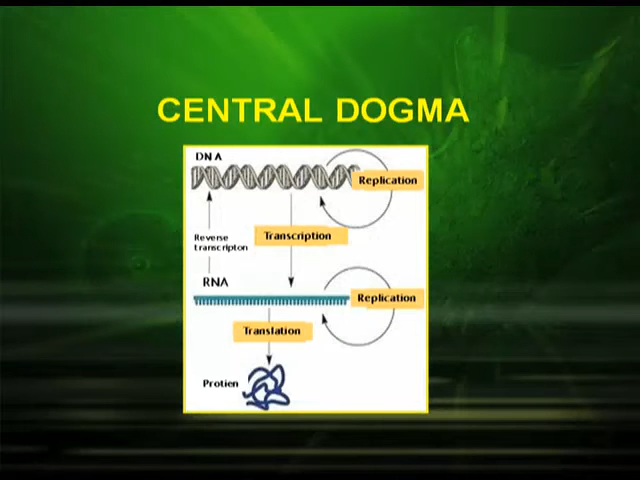 CENTRAL DOGMA
DNA
Replication
Transcription
Reverse
transcripton
RNA
Replication
Translation
Protien